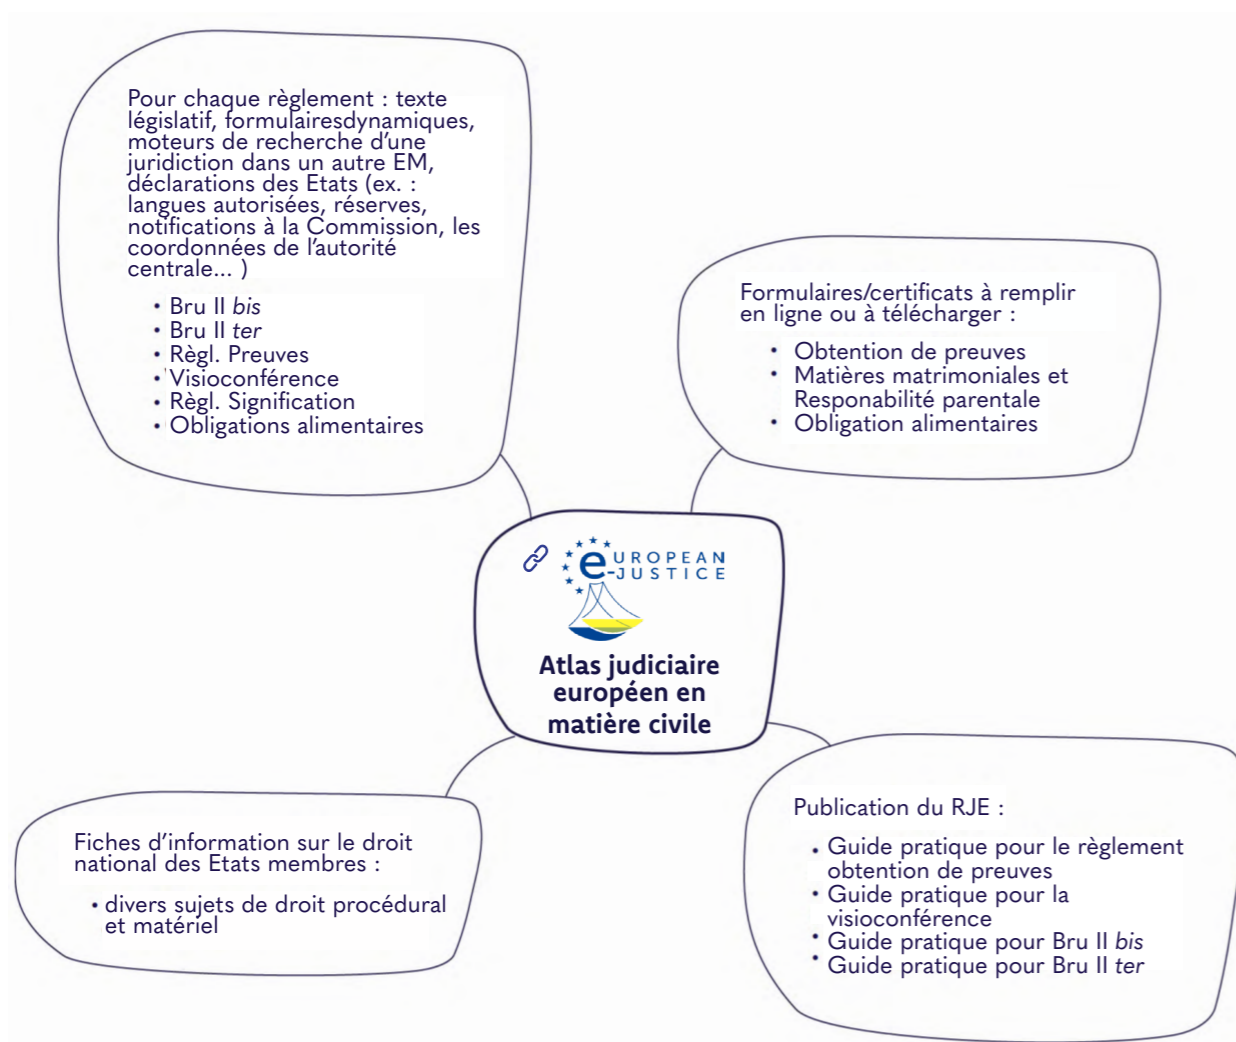 Pour chaque règlement : texte
législatif, formulairesdynamiques,
moteurs de recherche d'une
juridiction dans un autre EM,
déclarations des Etats (ex. :
langues autorisées, réserves,
notifications à la Commission, les
coordonnées de l'autorité
centrale... )
• Bru II bis
• Bru II ter
• Règl. Preuves
• Visioconférence
• Règl. Signification
• Obligations alimentaires
Formulaires/certificats à remplir
en ligne ou à télécharger :
• Obtention de preuves
• Matières matrimoniales et
Responabilité parentale
• Obligation alimentaires
EUROPEAN
-JUSTICE
Atlas judiciaire
européen en
matière civile
Fiches d'information sur le droit
national des Etats membres :
• divers sujets de droit procédural
et matériel
Publication du RJE :
• Guide pratique pour le règlement
obtention de preuves
• Guide pratique pour la
visioconférence
• Guide pratique pour Bru II bis
• Guide pratique pour Bru II ter